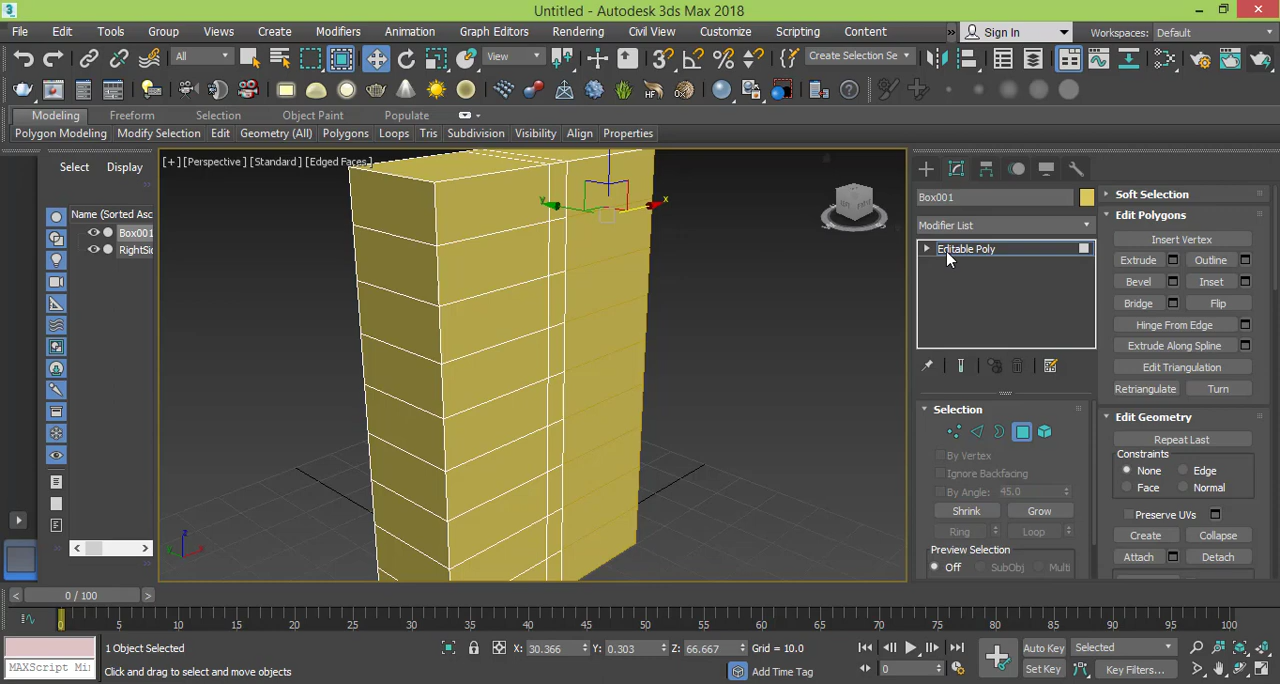 Untitled - Autodesk 3ds Max 2018
File Edit Tools Group Views Create Modifiers Animation Graph Editors Rendering Civil View Customize Scripting Content » Sign In Workspaces: Default
All View Create Selection Se
Modeling Freeform Selection Object Paint Populate
Polygon Modeling Modify Selection Edit Geometry (All) Polygons Loops Tris Subdivision Visibility Align Properties
Select Display
Name (Sorted Asc
Box001
RightSi
[+] [Perspective] [Standard] [Edged Faces]
x
y
z
x
Box001
Modifier List
Editable Poly
Selection
By Vertex
Ignore Backfacing
By Angle: 45.0
Shrink Grow
Ring Loop
Preview Selection
Off SubObj Multi
Soft Selection
Edit Polygons
Insert Vertex
Extrude Outline
Bevel Inset
Bridge Flip
Hinge From Edge
Extrude Along Spline
Edit Triangulation
Retriangulate Turn
Edit Geometry
Repeat Last
Constraints
None Edge
Face Normal
Preserve UVs
Create Collapse
Attach Detach
< 0 / 100 >
0 5 10 15 20 25 30 35 40 45 50 55 60 65 70 75 80 85 90 95 100
1 Object Selected X: 30.366 Y: 0.303 Z: 66.667 Grid = 10.0 Auto Key Selected
MAXScript Mi: Click and drag to select and move objects Add Time Tag 0 Set Key Key Filters...